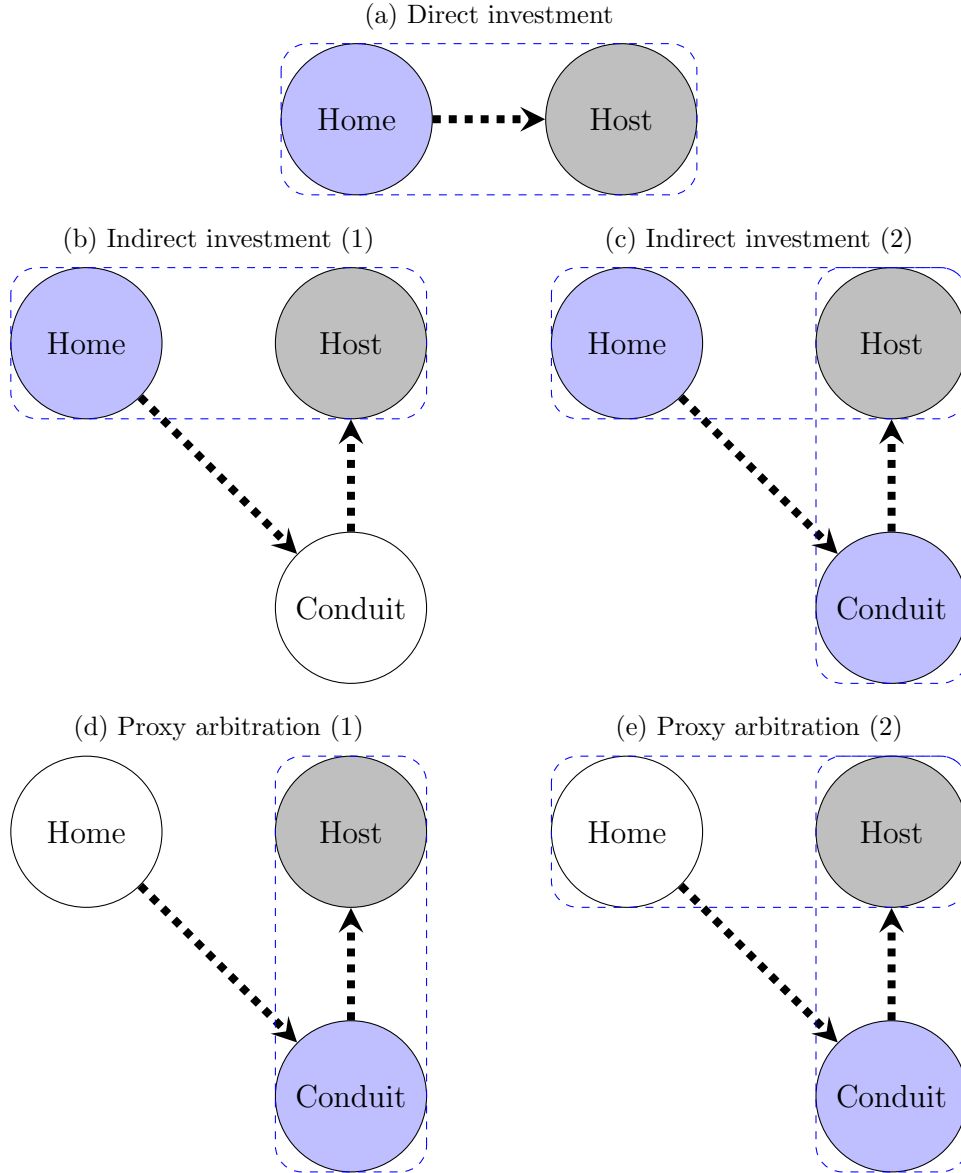 (a) Direct investment
Home Host
(b) Indirect investment (1)
Home Host
Conduit
(c) Indirect investment (2)
Home Host
Conduit
(d) Proxy arbitration (1)
Home Host
Conduit
(e) Proxy arbitration (2)
Home Host
Conduit